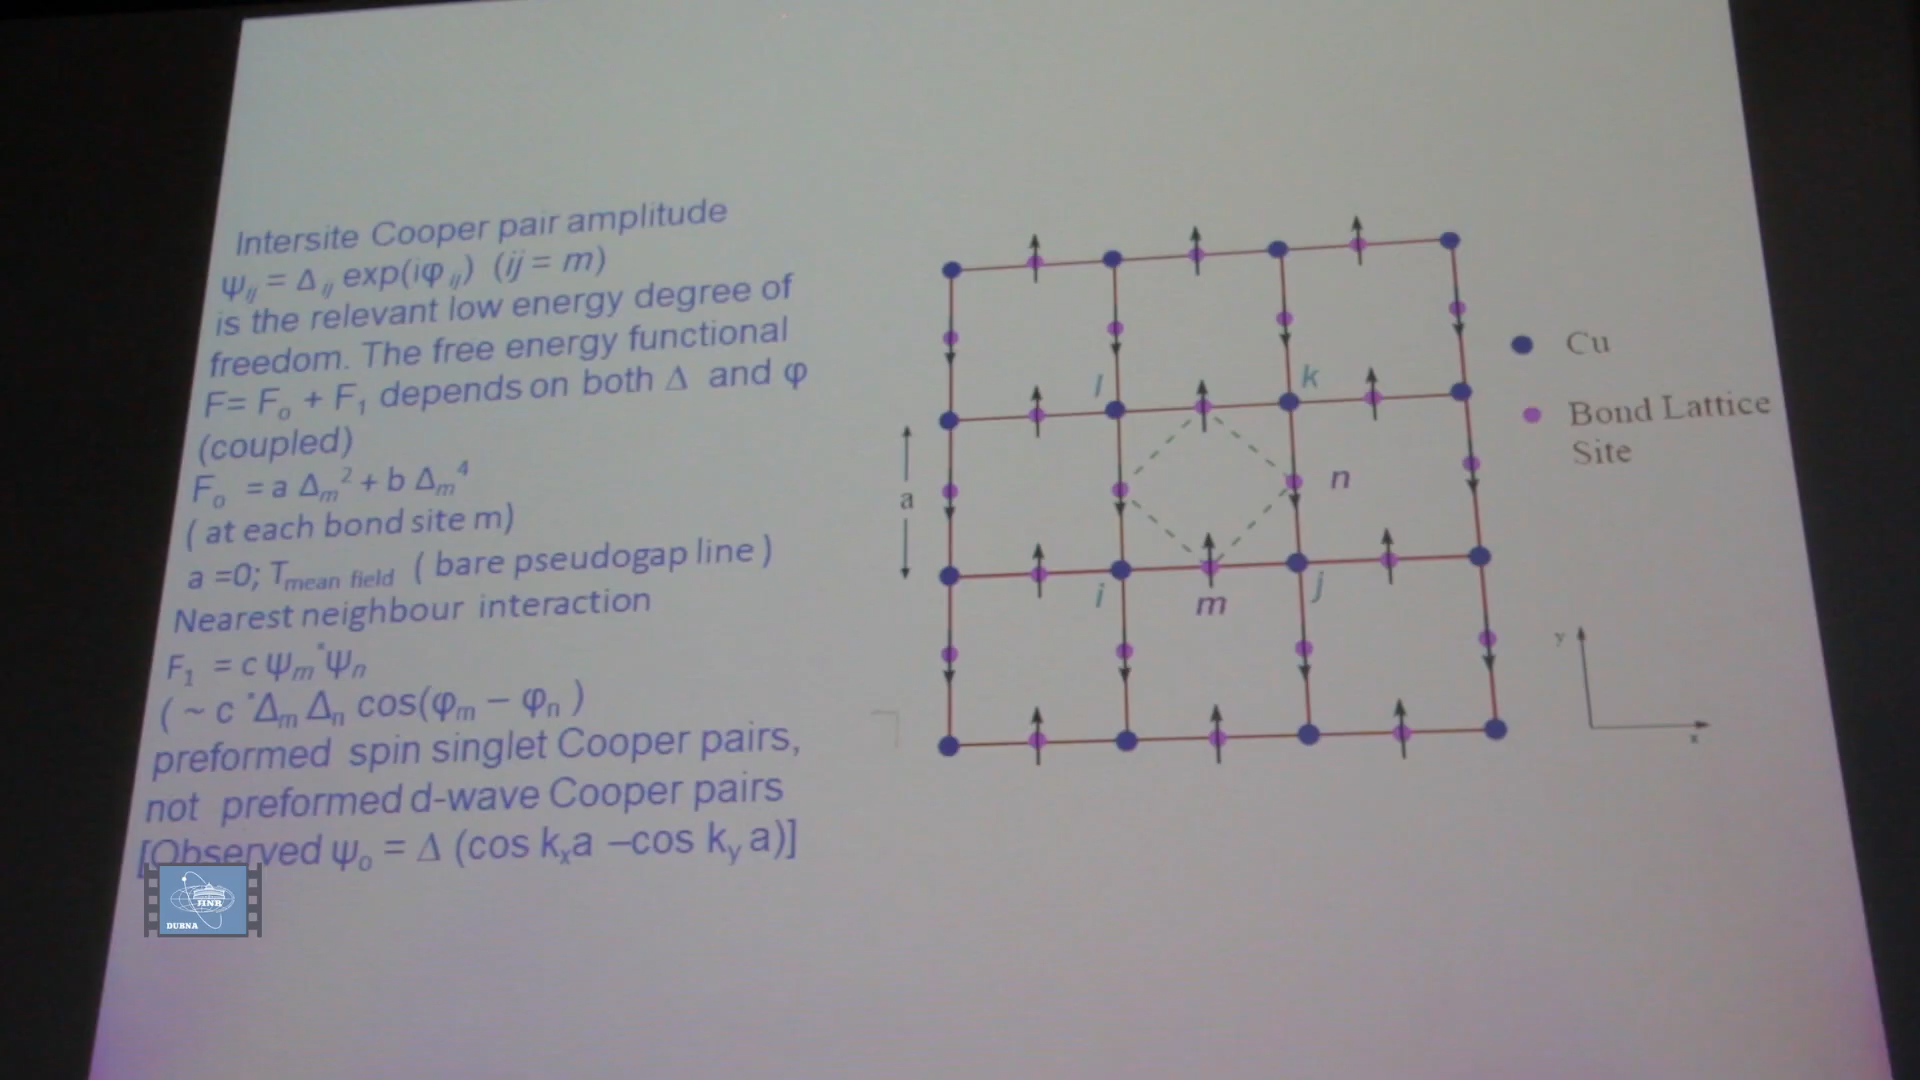 Intersite Cooper pair amplitude
ψij = Δij exp(iφij) (ij = m)
is the relevant low energy degree of
freedom. The free energy functional
F= Fo + F1 depends on both Δ and φ
(coupled)
Fo = a Δm² + b Δm⁴
( at each bond site m)
a =0; Tmean field ( bare pseudogap line )
Nearest neighbour interaction
F1 = c ψm*ψn
( ~ c *Δm Δn cos(φm – φn )
preformed spin singlet Cooper pairs,
not preformed d-wave Cooper pairs
[Observed ψo = Δ (cos kxa –cos ky a)]
l
k
n
a
i
m
j
Cu
Bond Lattice
Site
y
x
JINR
DUBNA